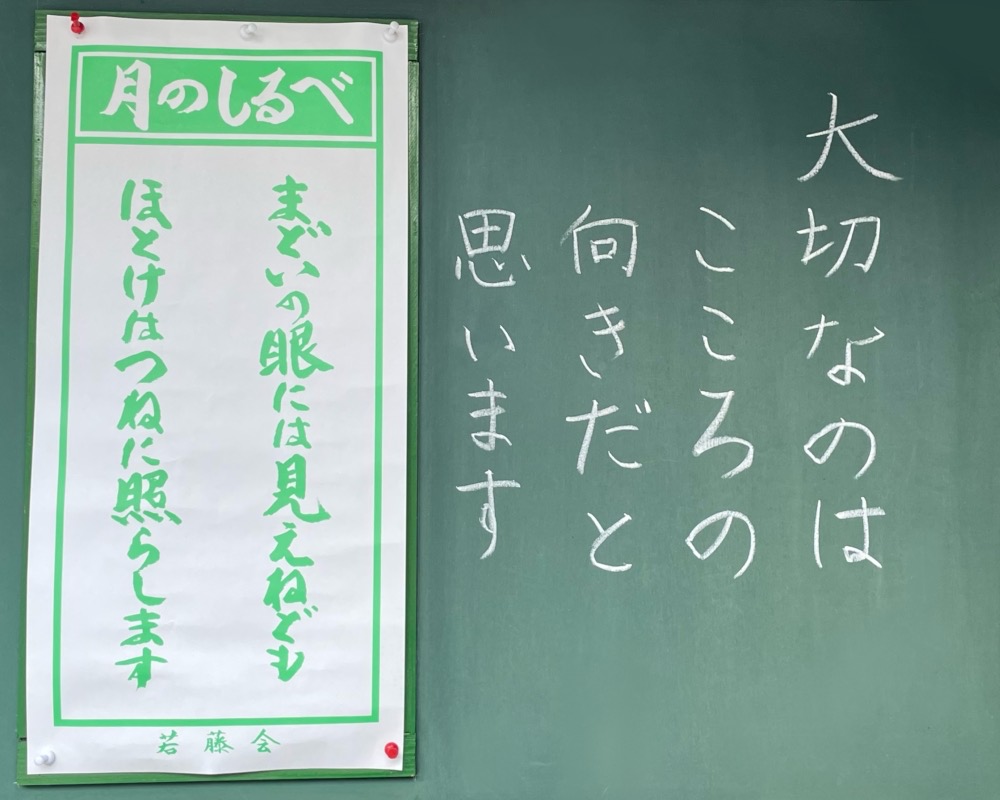 月のしるべ
まどいの眼には見えねども
ほとけはつねに照らします
若藤会
大切なのは
こころの
向きだと
思います